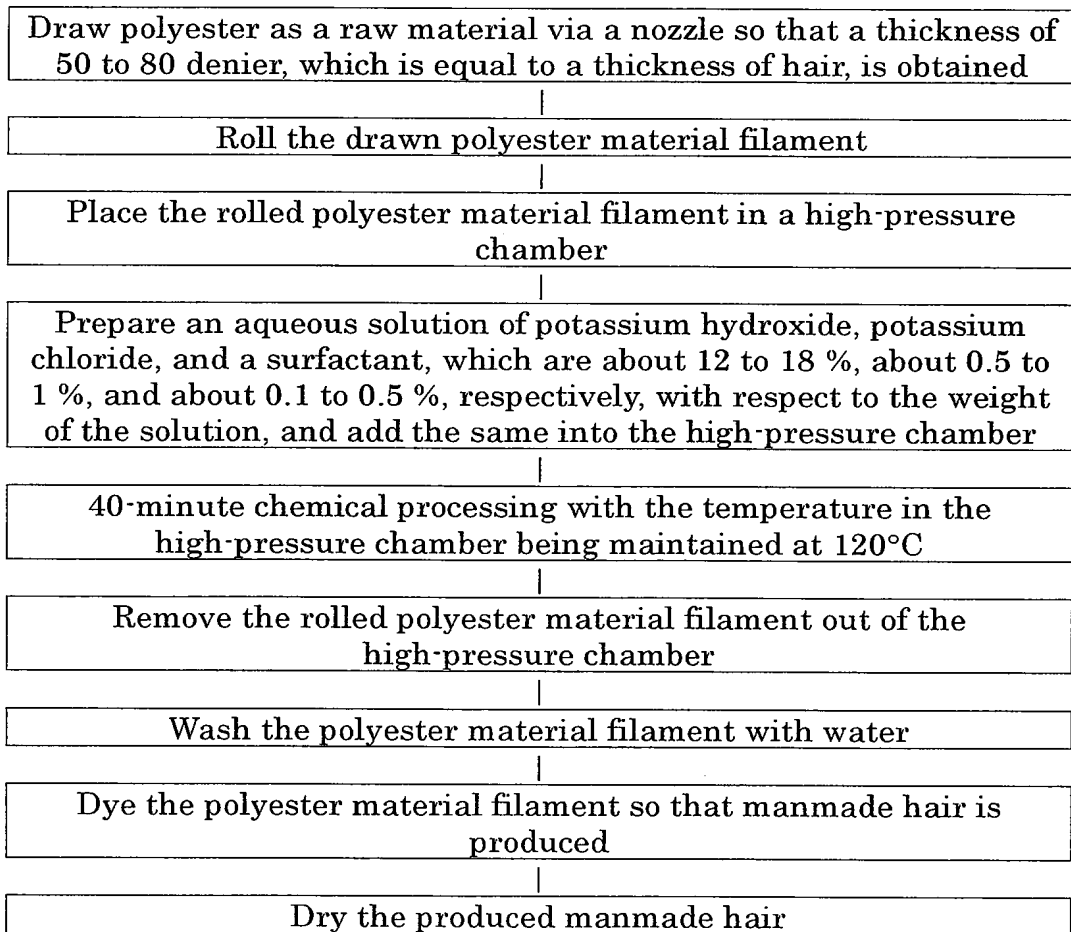 Draw polyester as a raw material via a nozzle so that a thickness of
50 to 80 denier, which is equal to a thickness of hair, is obtained
Roll the drawn polyester material filament
Place the rolled polyester material filament in a high-pressure
chamber
Prepare an aqueous solution of potassium hydroxide, potassium
chloride, and a surfactant, which are about 12 to 18 %, about 0.5 to
1 %, and about 0.1 to 0.5 %, respectively, with respect to the weight
of the solution, and add the same into the high-pressure chamber
40-minute chemical processing with the temperature in the
high-pressure chamber being maintained at 120°C
Remove the rolled polyester material filament out of the
high-pressure chamber
Wash the polyester material filament with water
Dye the polyester material filament so that manmade hair is
produced
Dry the produced manmade hair